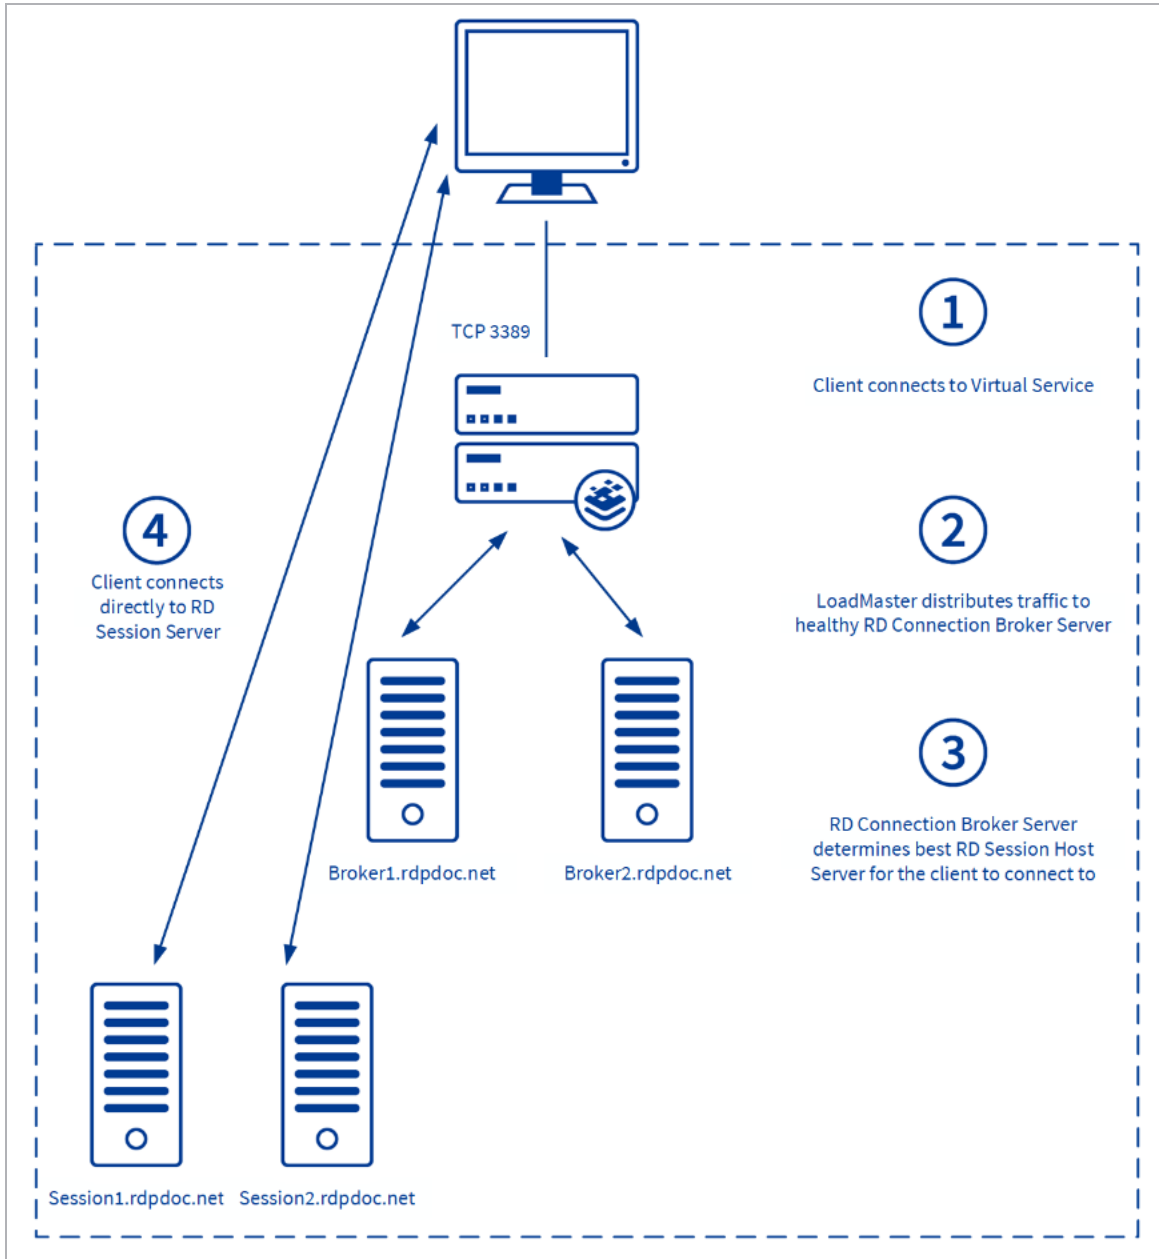 TCP 3389
1
Client connects to Virtual Service
2
LoadMaster distributes traffic to
healthy RD Connection Broker Server
3
RD Connection Broker Server
determines best RD Session Host
Server for the client to connect to
4
Client connects
directly to RD
Session Server
Broker1.rdpdoc.net
Broker2.rdpdoc.net
Session1.rdpdoc.net
Session2.rdpdoc.net